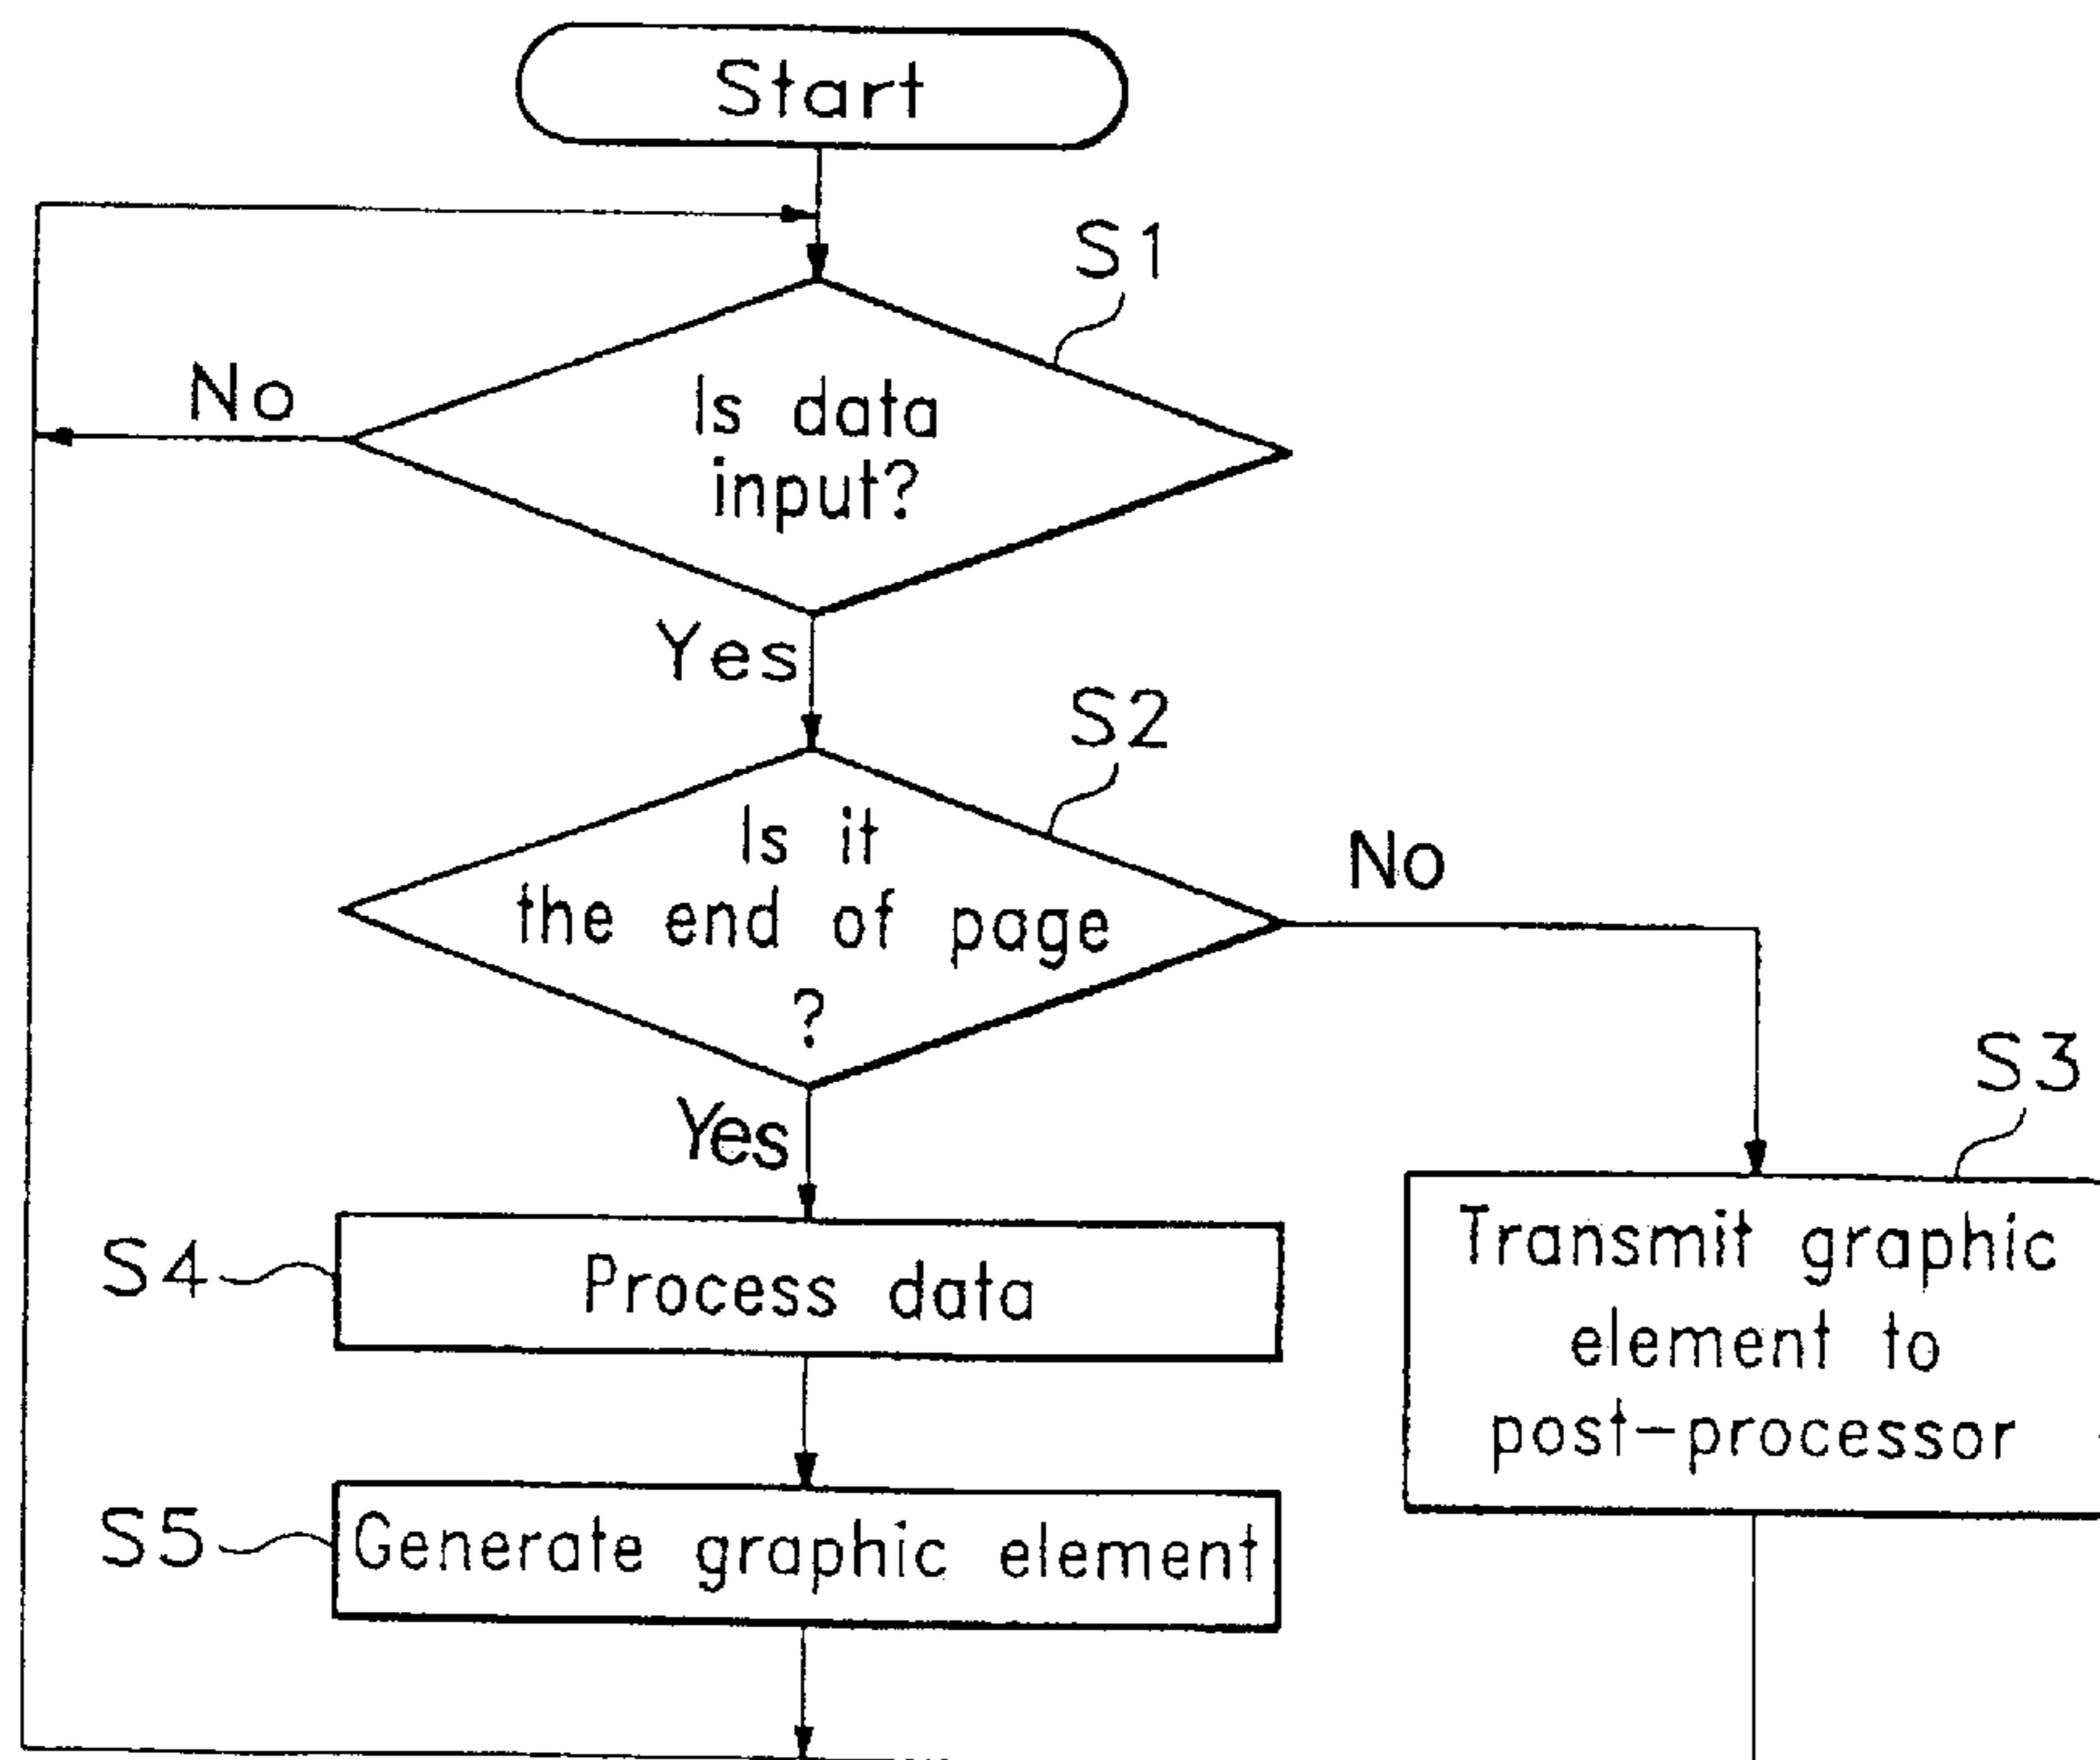 Start
S1
No
Is data
input?
Yes
S2
Is it
the end of page
?
No
Yes
S3
S4
Process data
Transmit graphic
element to
post-processor
S5
Generate graphic element